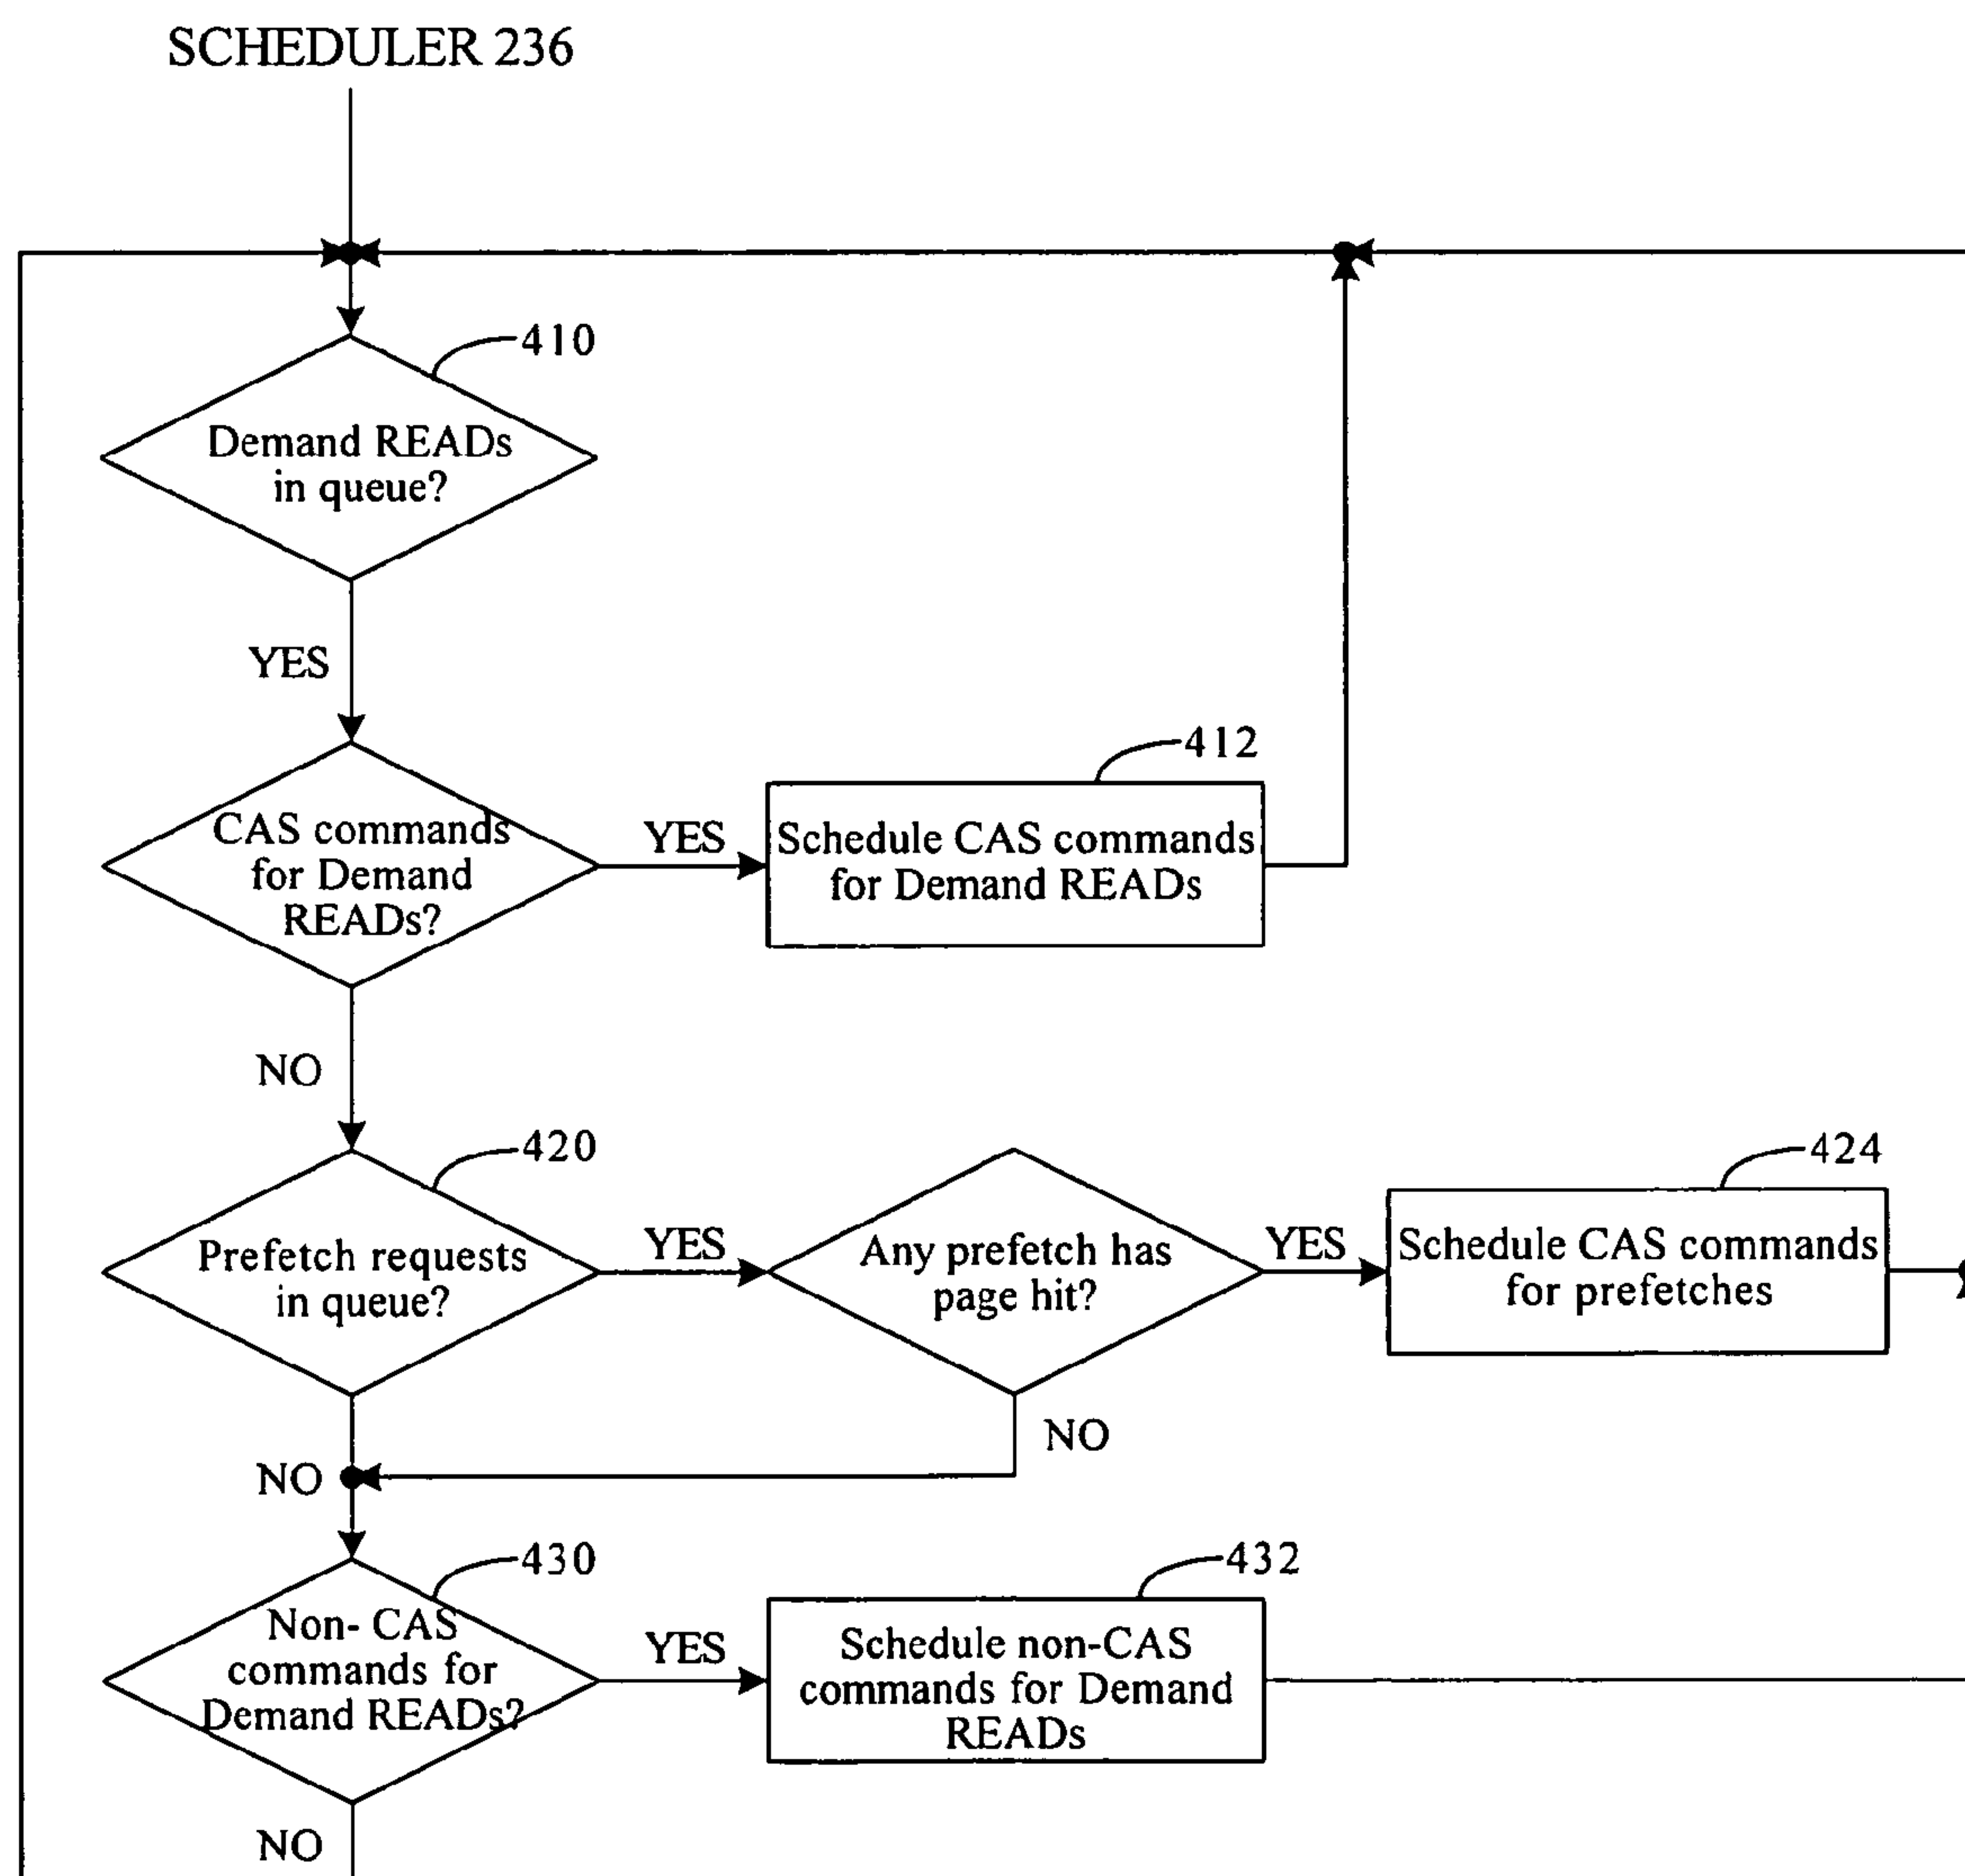 SCHEDULER 236
410
Demand READs
in queue?
YES
412
CAS commands
for Demand
READs?
YES
Schedule CAS commands
for Demand READs
NO
420
424
Prefetch requests
in queue?
YES
Any prefetch has
page hit?
YES
Schedule CAS commands
for prefetches
NO
NO
430
432
Non- CAS
commands for
Demand READs?
YES
Schedule non-CAS
commands for Demand
READs
NO